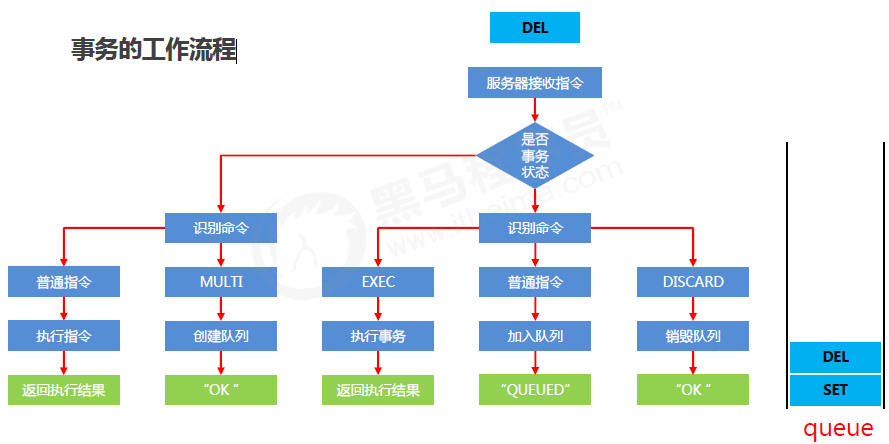 事务的工作流程
DEL
服务器接收指令
是否
事务
状态
识别命令
识别命令
普通指令
MULTI
EXEC
普通指令
DISCARD
执行指令
创建队列
执行事务
加入队列
销毁队列
返回执行结果
“OK ”
返回执行结果
“QUEUED”
“OK ”
DEL
SET
queue
黑马程序员™
www.itheima.com